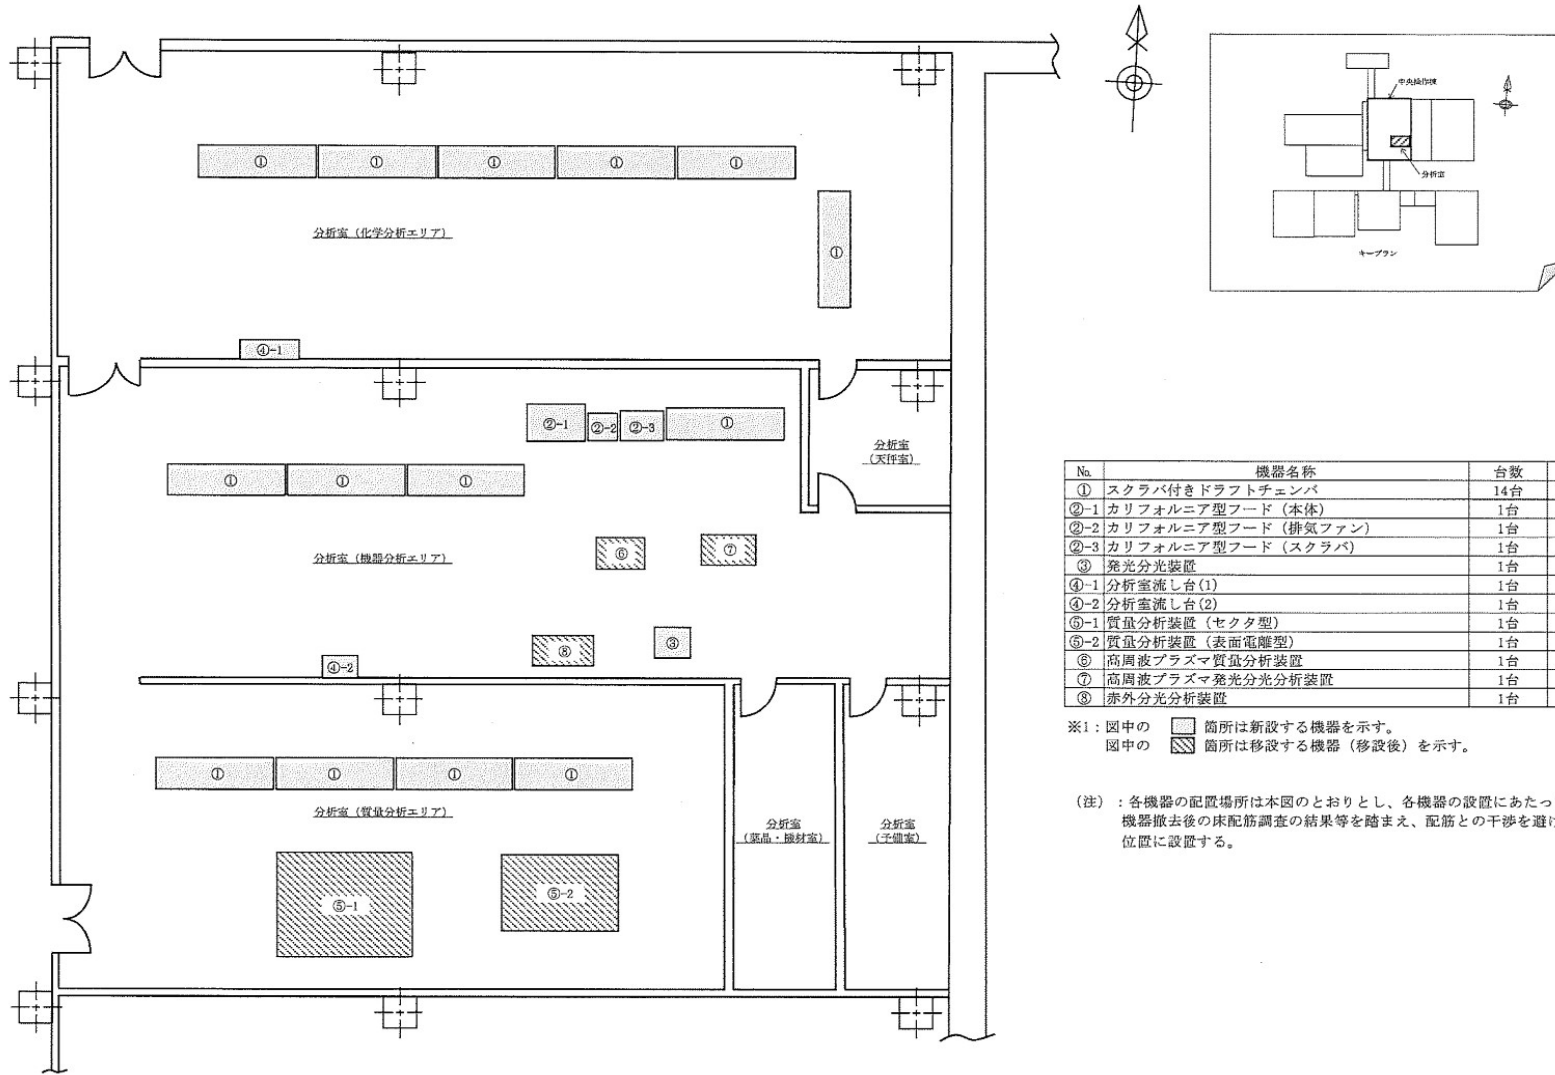 中央操作棟
分析室
キープラン
① ① ① ① ①
①
分析室（化学分析エリア）
④-1
②-1 ②-2 ②-3 ①
分析室
（天秤室）
① ① ①
⑥ ⑦
分析室（機器分析エリア）
⑧ ③
④-2
① ① ① ①
分析室（質量分析エリア）
分析室
（薬品・機材室）
分析室
（予備室）
⑤-1 ⑤-2
№ 機器名称 台数
① スクラバ付きドラフトチェンバ 14台
②-1 カリフォルニア型フード（本体） 1台
②-2 カリフォルニア型フード（排気ファン） 1台
②-3 カリフォルニア型フード（スクラバ） 1台
③ 発光分光装置 1台
④-1 分析室流し台(1) 1台
④-2 分析室流し台(2) 1台
⑤-1 質量分析装置（セクタ型） 1台
⑤-2 質量分析装置（表面電離型） 1台
⑥ 高周波プラズマ質量分析装置 1台
⑦ 高周波プラズマ発光分光分析装置 1台
⑧ 赤外分光分析装置 1台
※1：図中の 箇所は新設する機器を示す。
図中の 箇所は移設する機器（移設後）を示す。
（注）：各機器の配置場所は本図のとおりとし、各機器の設置にあたっ
機器撤去後の床配筋調査の結果等を踏まえ、配筋との干渉を避け
位置に設置する。